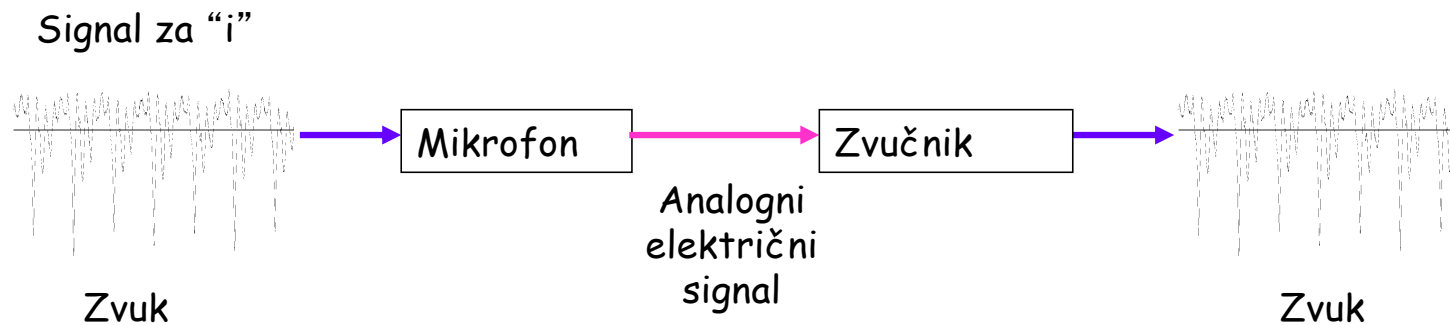 Signal za “i”
Mikrofon
Zvučnik
Analogni
električni
signal
Zvuk
Zvuk